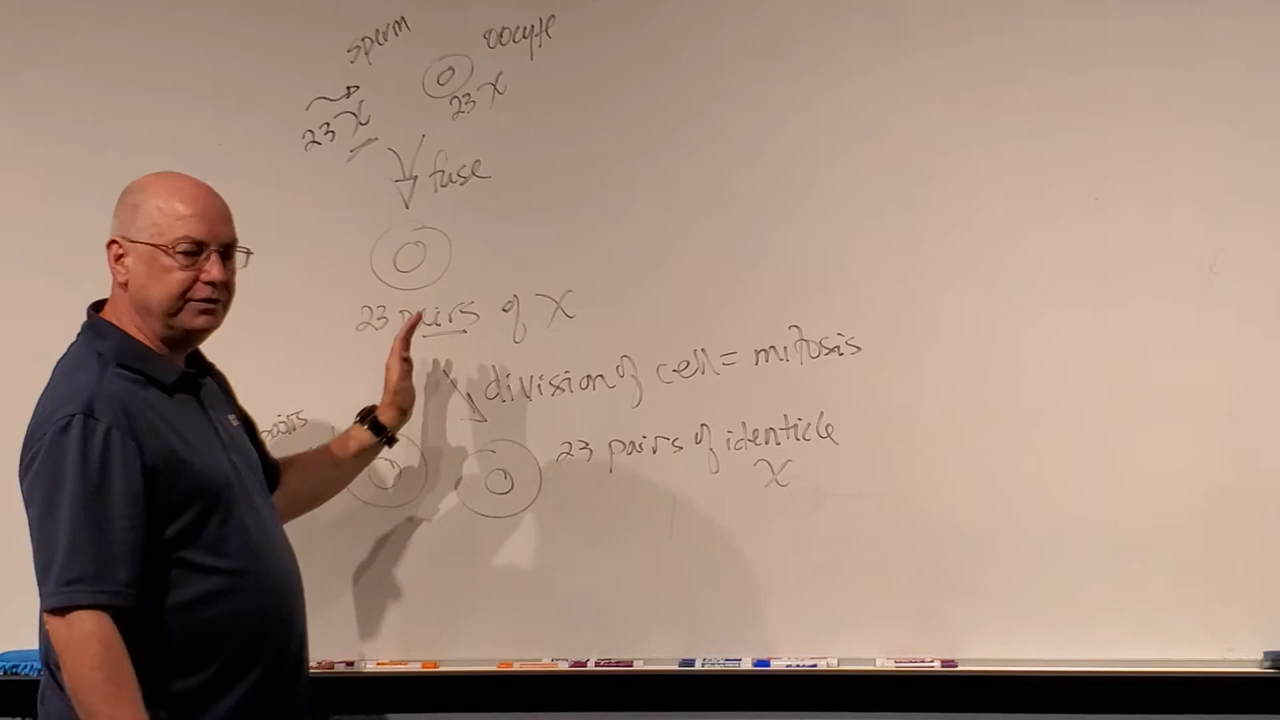 sperm
oocyte
23 X
23 X
fuse
23 pairs of X
division of cell = mitosis
pairs
23 pairs of identicle
X